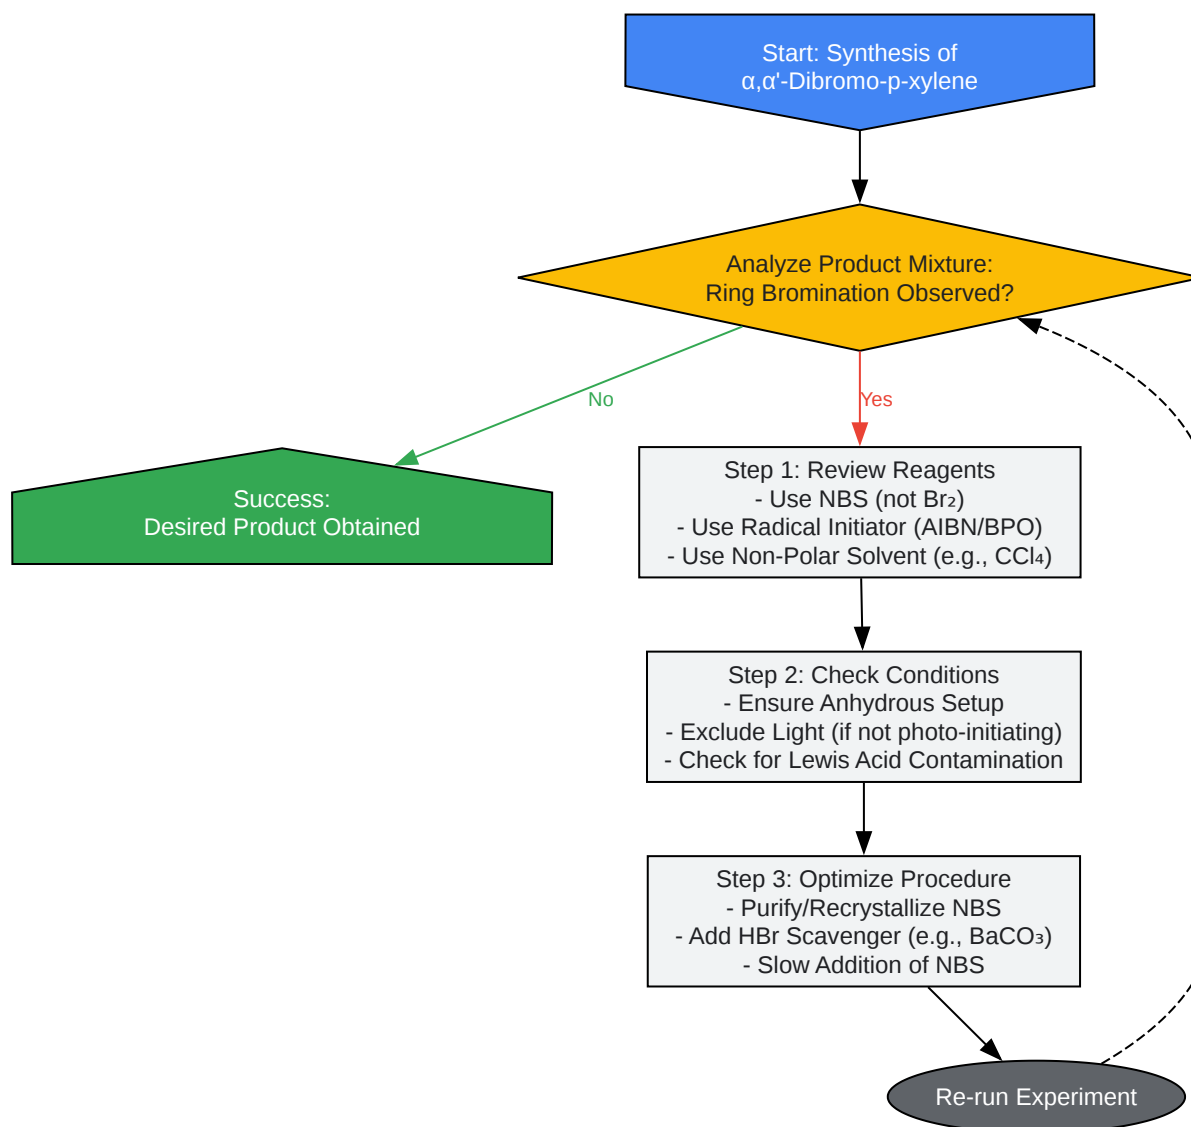 Start: Synthesis of
α,α'-Dibromo-p-xylene
Analyze Product Mixture:
Ring Bromination Observed?
No
Yes
Success:
Desired Product Obtained
Step 1: Review Reagents
- Use NBS (not Br₂)
- Use Radical Initiator (AIBN/BPO)
- Use Non-Polar Solvent (e.g., CCl₄)
Step 2: Check Conditions
- Ensure Anhydrous Setup
- Exclude Light (if not photo-initiating)
- Check for Lewis Acid Contamination
Step 3: Optimize Procedure
- Purify/Recrystallize NBS
- Add HBr Scavenger (e.g., BaCO₃)
- Slow Addition of NBS
Re-run Experiment